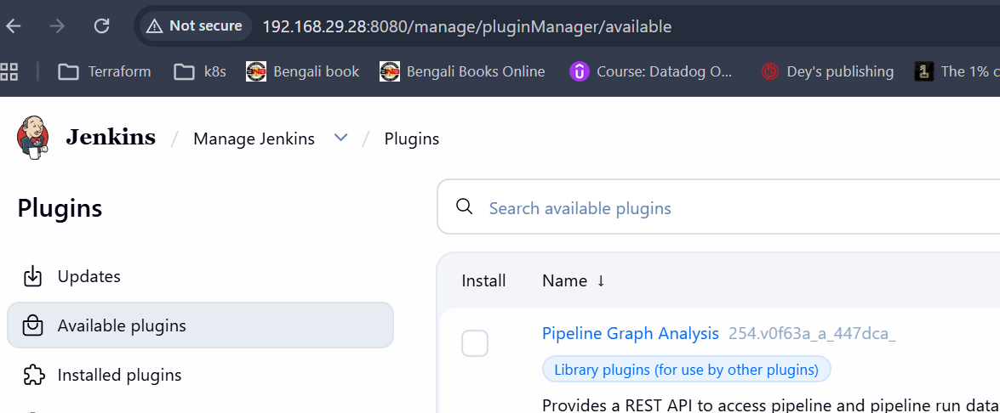 Not secure 192.168.29.28:8080/manage/pluginManager/available
Terraform k8s Bengali book Bengali Books Online Course: Datadog O... Dey's publishing The 1% c
Jenkins / Manage Jenkins / Plugins
Plugins
Search available plugins
Updates
Install Name ↓
Available plugins
Pipeline Graph Analysis 254.v0f63a_a_447dca_
Library plugins (for use by other plugins)
Installed plugins
Provides a REST API to access pipeline and pipeline run data